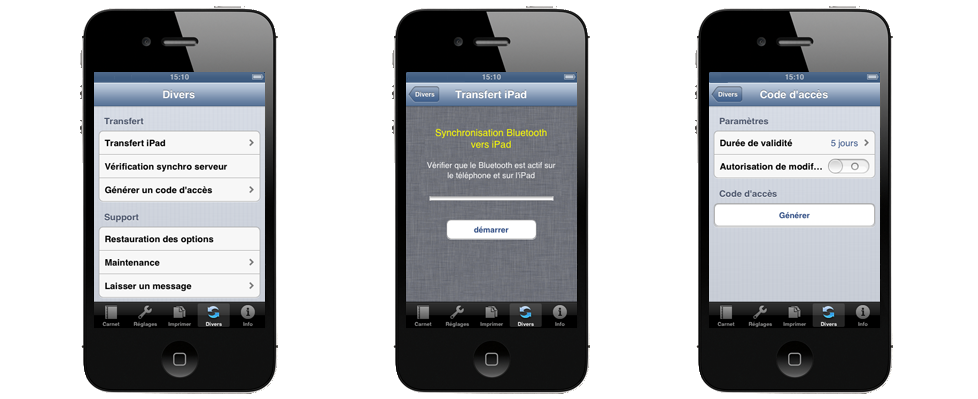 15:10
Divers
Transfert
Transfert iPad
Vérification synchro serveur
Générer un code d'accès
Support
Restauration des options
Maintenance
Laisser un message
Carnet Réglages Imprimer Divers Info
15:10
Divers Transfert iPad
Synchronisation Bluetooth
vers iPad
Vérifier que le Bluetooth est actif sur
le téléphone et sur l'iPad
démarrer
Carnet Réglages Imprimer Divers Info
15:10
Divers Code d'accès
Paramètres
Durée de validité 5 jours
Autorisation de modif...
Code d'accès
Générer
Carnet Réglages Imprimer Divers Info